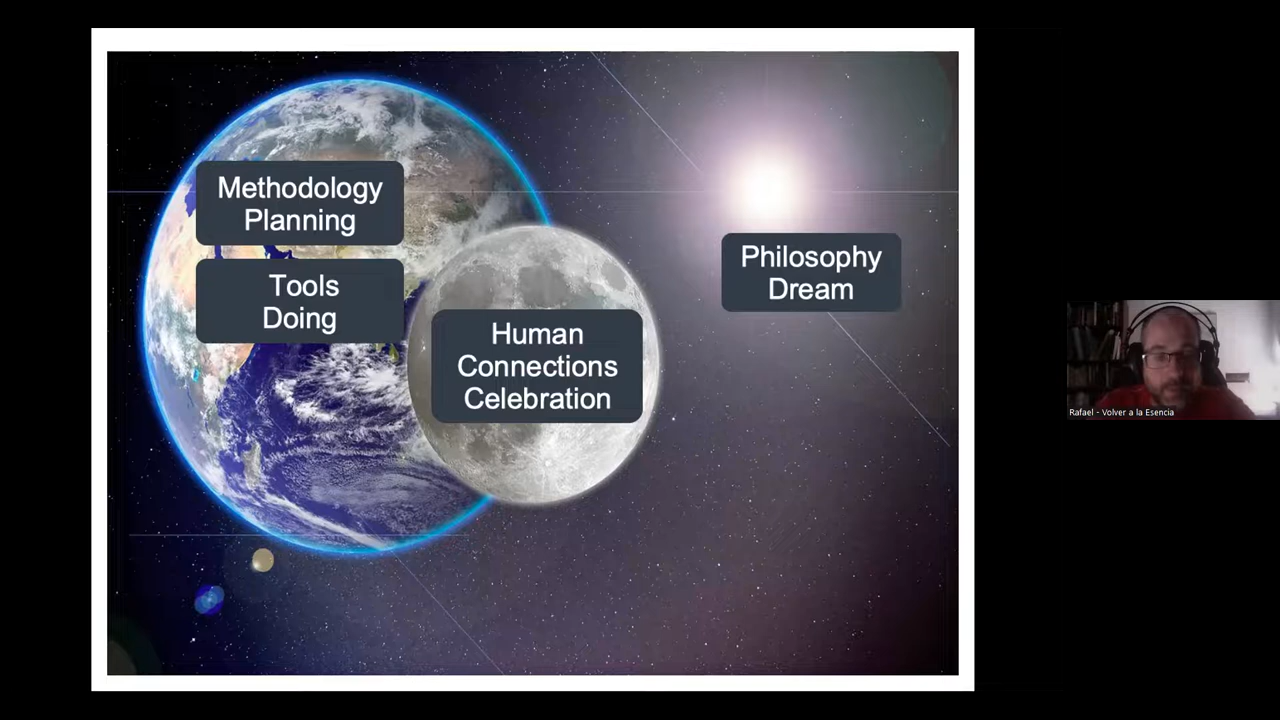 Methodology
Planning
Tools
Doing
Human
Connections
Celebration
Philosophy
Dream
Rafael - Volver a la Esencia